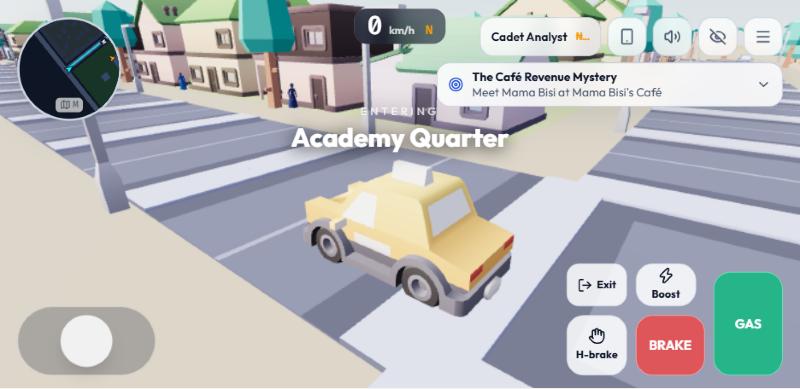 0 km/h N
Cadet Analyst ₦...
The Café Revenue Mystery
Meet Mama Bisi at Mama Bisi's Café
M
ENTERING
Academy Quarter
Exit
Boost
GAS
H-brake
BRAKE